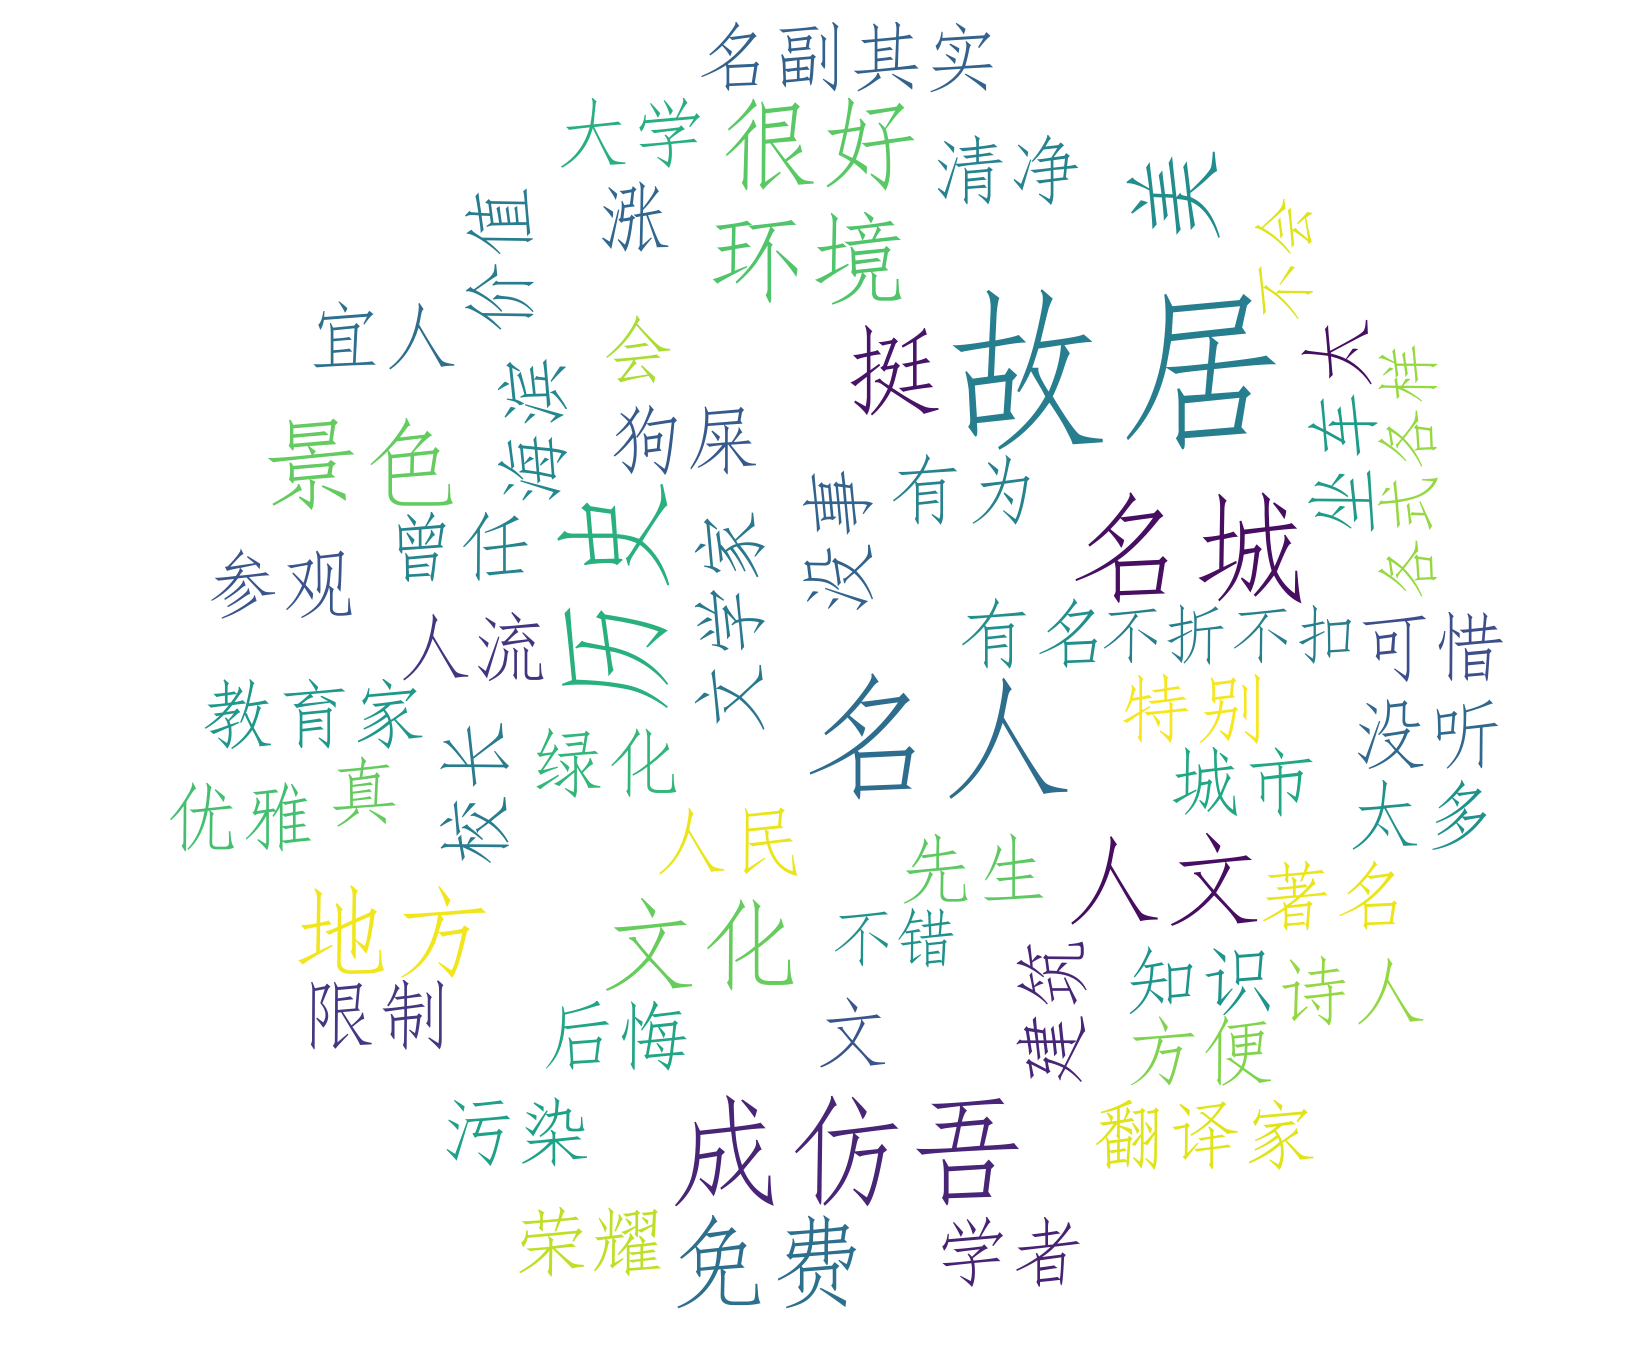 名副其实
大学
很好
清净
美
价值
涨
环境
不会
宜人
会
挺
故居
大
海滨
狗屎
景色
坐车
各式各样
没事
有为
历史
名城
曾任
文学家
参观
人流
有名
不折不扣
可惜
教育家
名人
特别
没听
校长
绿化
真
城市
优雅
太多
人民
先生
人文
著名
地方
文化
不错
建筑
知识
诗人
限制
后悔
文
方便
污染
成仿吾
翻译家
荣耀
免费
学者